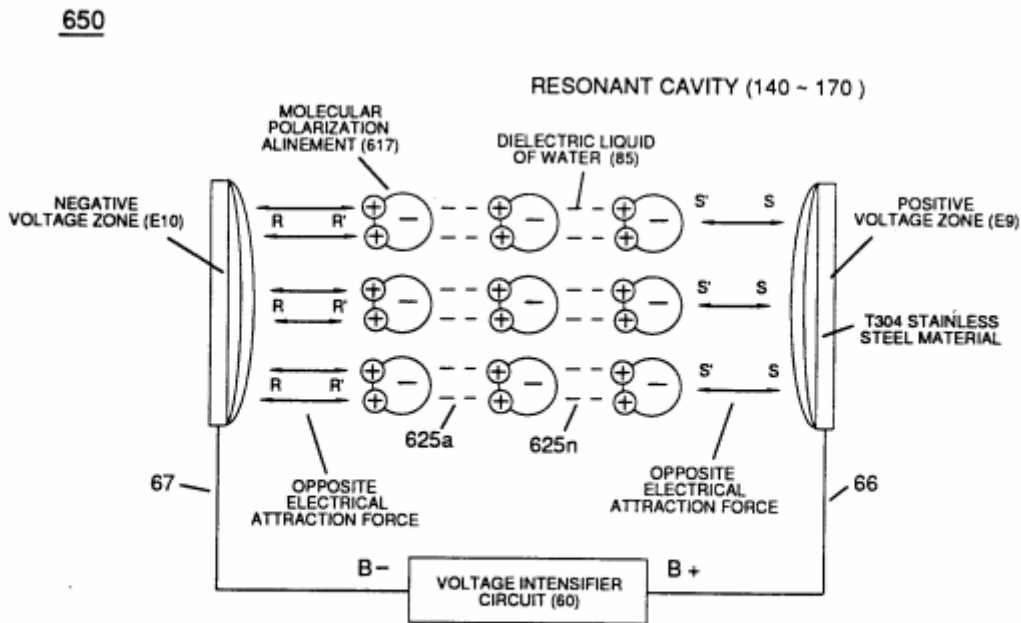 650
RESONANT CAVITY (140 ~ 170 )
MOLECULAR
POLARIZATION
ALINEMENT (617)
DIELECTRIC LIQUID
OF WATER (85)
NEGATIVE
VOLTAGE ZONE (E10)
POSITIVE
VOLTAGE ZONE (E9)
R R' + − − − − + − − − − + − S' S
+ − − − − + − − − − +
R R' + − − − − + − − − − + − S' S
+ − − − − + − − − − +
T304 STAINLESS
STEEL MATERIAL
R R' + − − − − + − − − − + − S' S
+ − − − − + − − − − +
625a
625n
67
OPPOSITE
ELECTRICAL
ATTRACTION FORCE
OPPOSITE
ELECTRICAL
ATTRACTION FORCE
66
B−
VOLTAGE INTENSIFIER
CIRCUIT (60)
B +